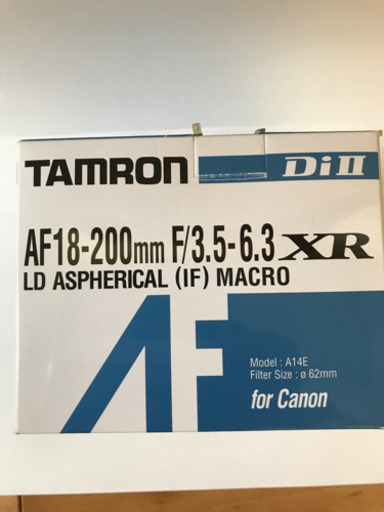 TAMRON Di II
AF18-200mm F/3.5-6.3 XR
LD ASPHERICAL (IF) MACRO
AF
Model : A14E
Filter Size : ø 62mm
for Canon